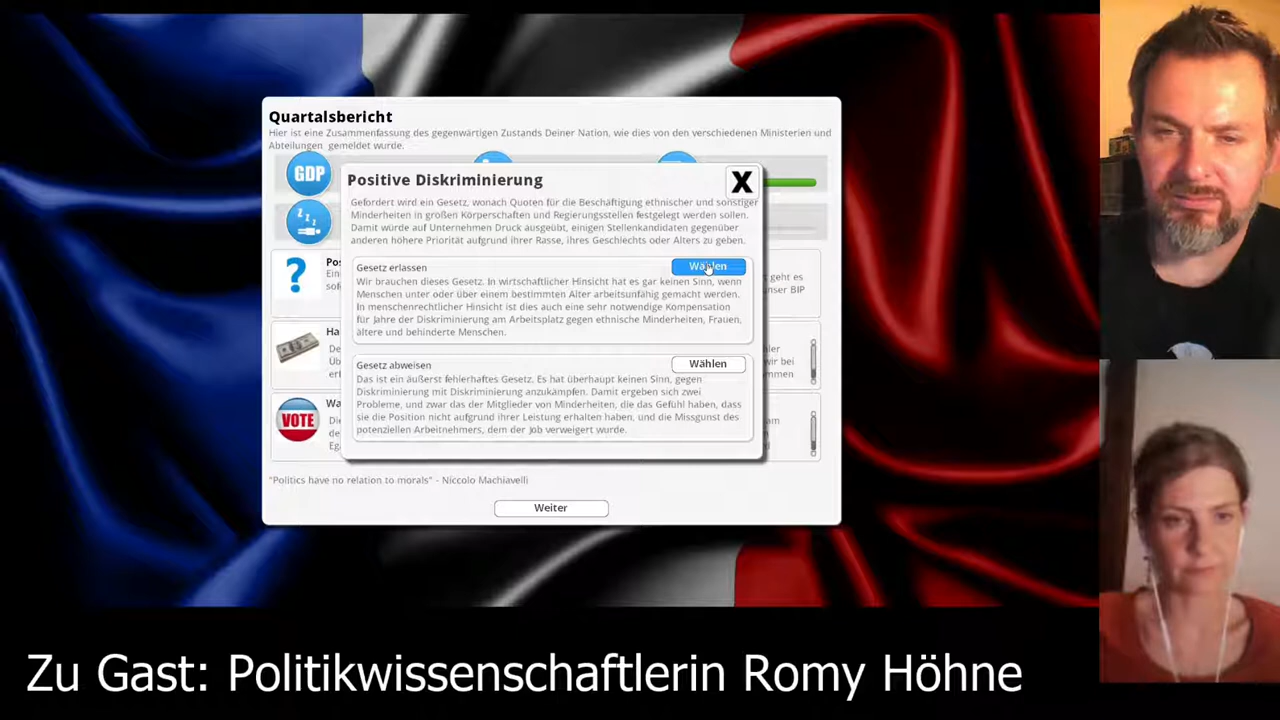 Quartalsbericht
Hier ist eine Zusammenfassung des gegenwärtigen Zustands Deiner Nation, wie dies von den verschiedenen Ministerien und
Abteilungen gemeldet wurde.
GDP
Positive Diskriminierung
X
Gefordert wird ein Gesetz, wonach Quoten für die Beschäftigung ethnischer und sonstiger
Minderheiten in großen Körperschaften und Regierungsstellen festgelegt werden sollen.
Damit würde auf Unternehmen Druck ausgeübt, einigen Stellenkandidaten gegenüber
anderen höhere Priorität aufgrund ihrer Rasse, ihres Geschlechts oder Alters zu geben.
zzz
Gesetz erlassen
Wählen
Wir brauchen dieses Gesetz. In wirtschaftlicher Hinsicht hat es gar keinen Sinn, wenn
Menschen unter oder über einem bestimmten Alter arbeitsunfähig gemacht werden.
In menschenrechtlicher Hinsicht ist dies auch eine sehr notwendige Kompensation
für Jahre der Diskriminierung am Arbeitsplatz gegen ethnische Minderheiten, Frauen,
ältere und behinderte Menschen.
Gesetz abweisen
Wählen
Das ist ein äußerst fehlerhaftes Gesetz. Es hat überhaupt keinen Sinn, gegen
Diskriminierung mit Diskriminierung anzukämpfen. Damit ergeben sich zwei
Probleme, und zwar das der Mitglieder von Minderheiten, die das Gefühl haben, dass
sie die Position nicht aufgrund ihrer Leistung erhalten haben, und die Missgunst des
potenziellen Arbeitnehmers, dem der Job verweigert wurde.
geht es
BIP
wir bei
VOTE
"Politics have no relation to morals" - Niccolo Machiavelli
Weiter
Zu Gast: Politikwissenschaftlerin Romy Höhne